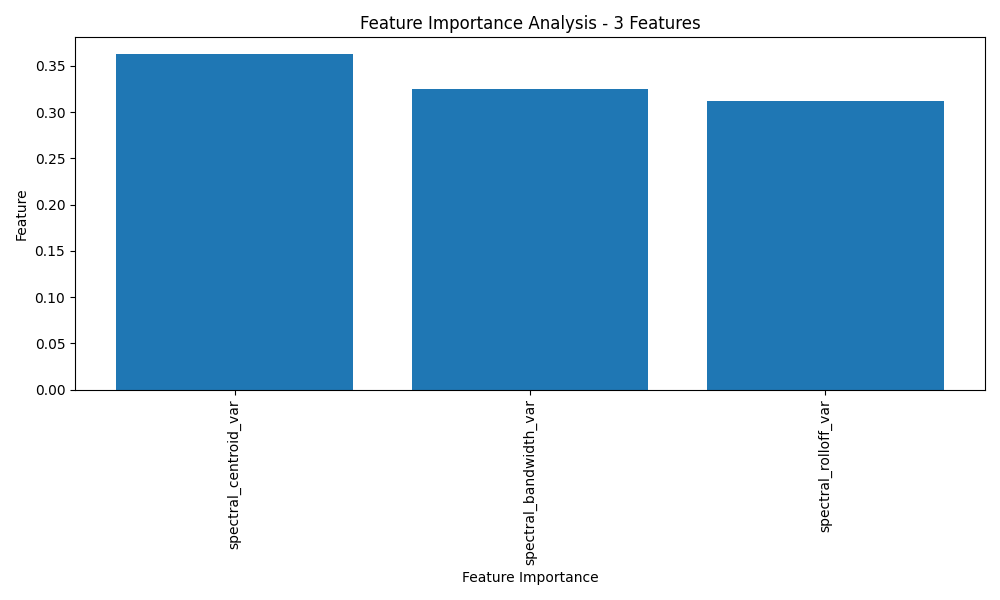 Feature Importance Analysis - 3 Features
Feature
0.35
0.30
0.25
0.20
0.15
0.10
0.05
0.00
spectral_centroid_var
spectral_bandwidth_var
spectral_rolloff_var
Feature Importance